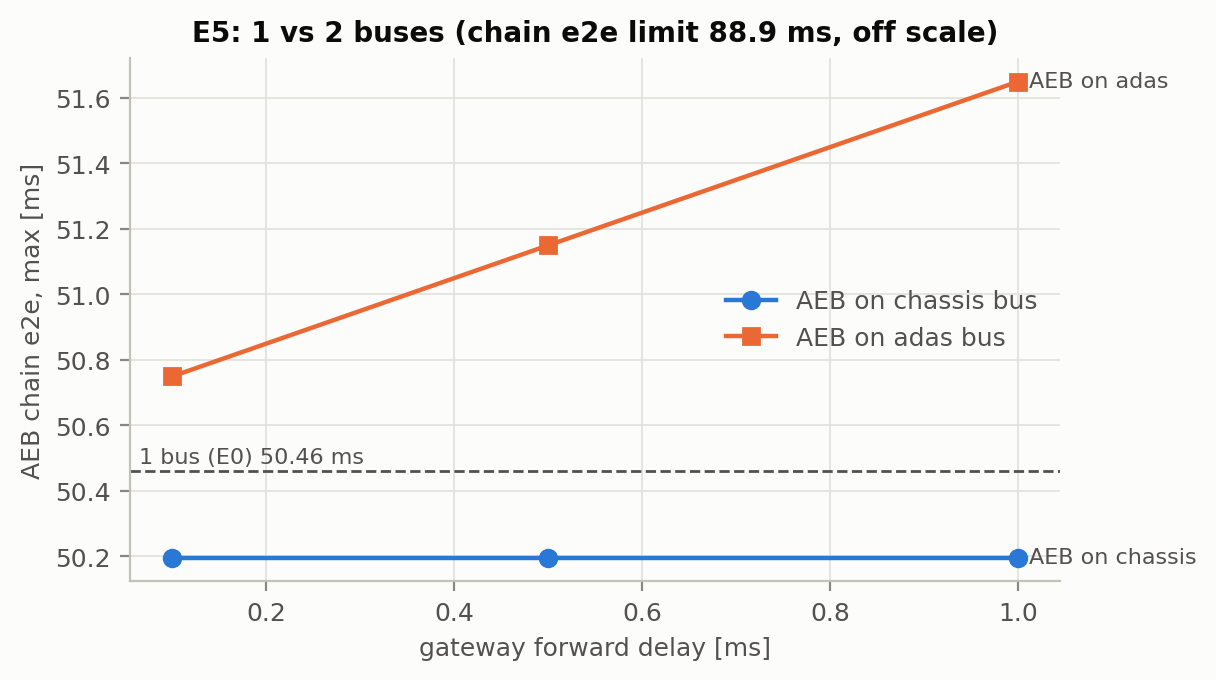 E5: 1 vs 2 buses (chain e2e limit 88.9 ms, off scale)
AEB chain e2e, max [ms]
51.6
51.4
51.2
51.0
50.8
50.6
50.4
50.2
AEB on adas
AEB on chassis bus
AEB on adas bus
1 bus (E0) 50.46 ms
AEB on chassis
0.2
0.4
0.6
0.8
1.0
gateway forward delay [ms]